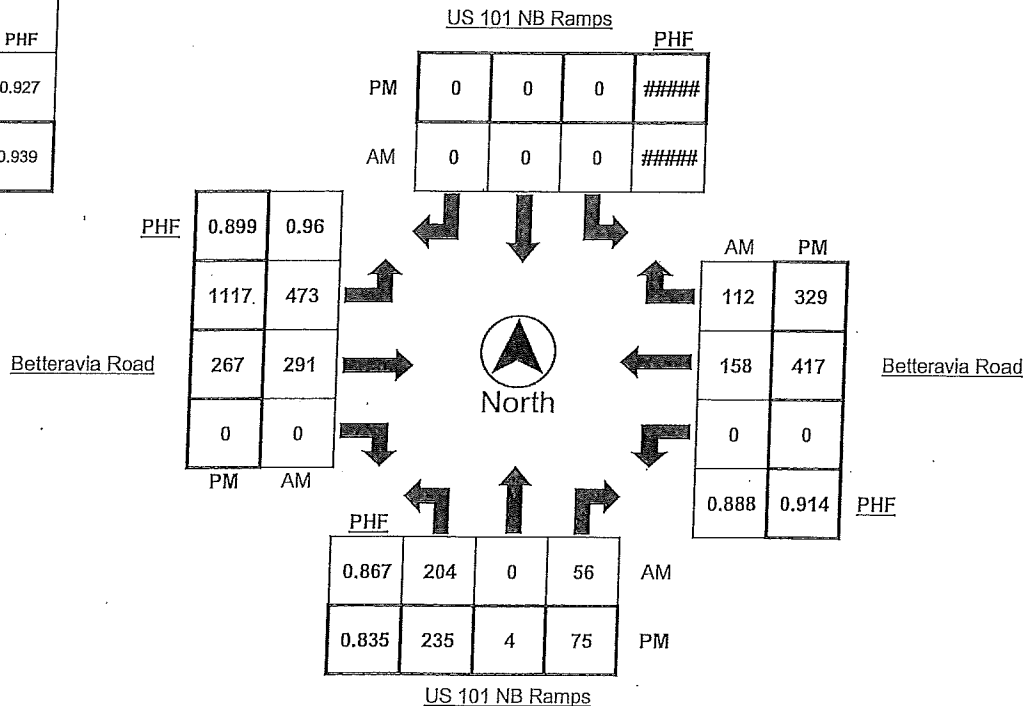 US 101 NB Ramps
PHF
PHF
PM 0 0 0 #####
0.927
AM 0 0 0 #####
0.939
PHF 0.899 0.96
AM PM
1117. 473
112 329
Betteravia Road 267 291
158 417 Betteravia Road
North
0 0
0 0
PM AM
0.888 0.914 PHF
PHF
0.867 204 0 56 AM
0.835 235 4 75 PM
US 101 NB Ramps